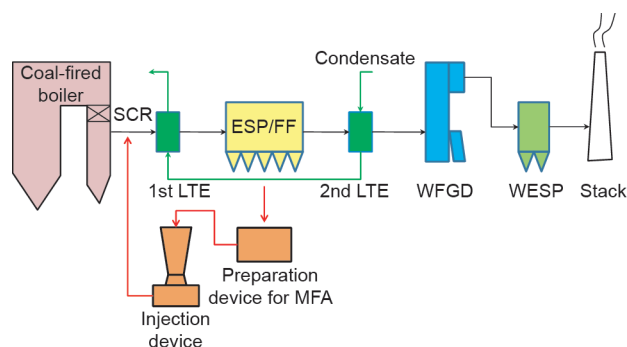 Coal-fired
boiler
SCR
Condensate
ESP/FF
1st LTE
2nd LTE
WFGD
WESP
Stack
Preparation
device for MFA
Injection
device